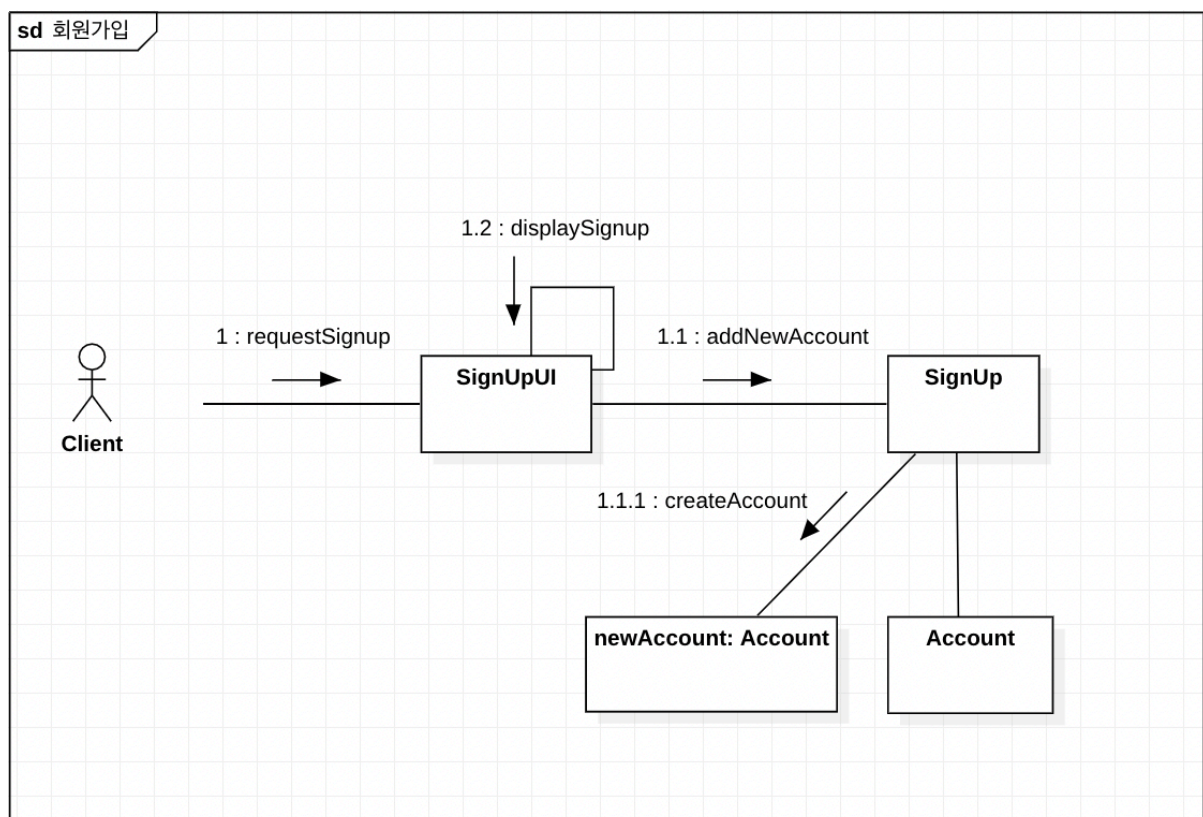 sd 회원가입
1.2 : displaySignup
1 : requestSignup
1.1 : addNewAccount
SignUpUI
SignUp
Client
1.1.1 : createAccount
newAccount: Account
Account